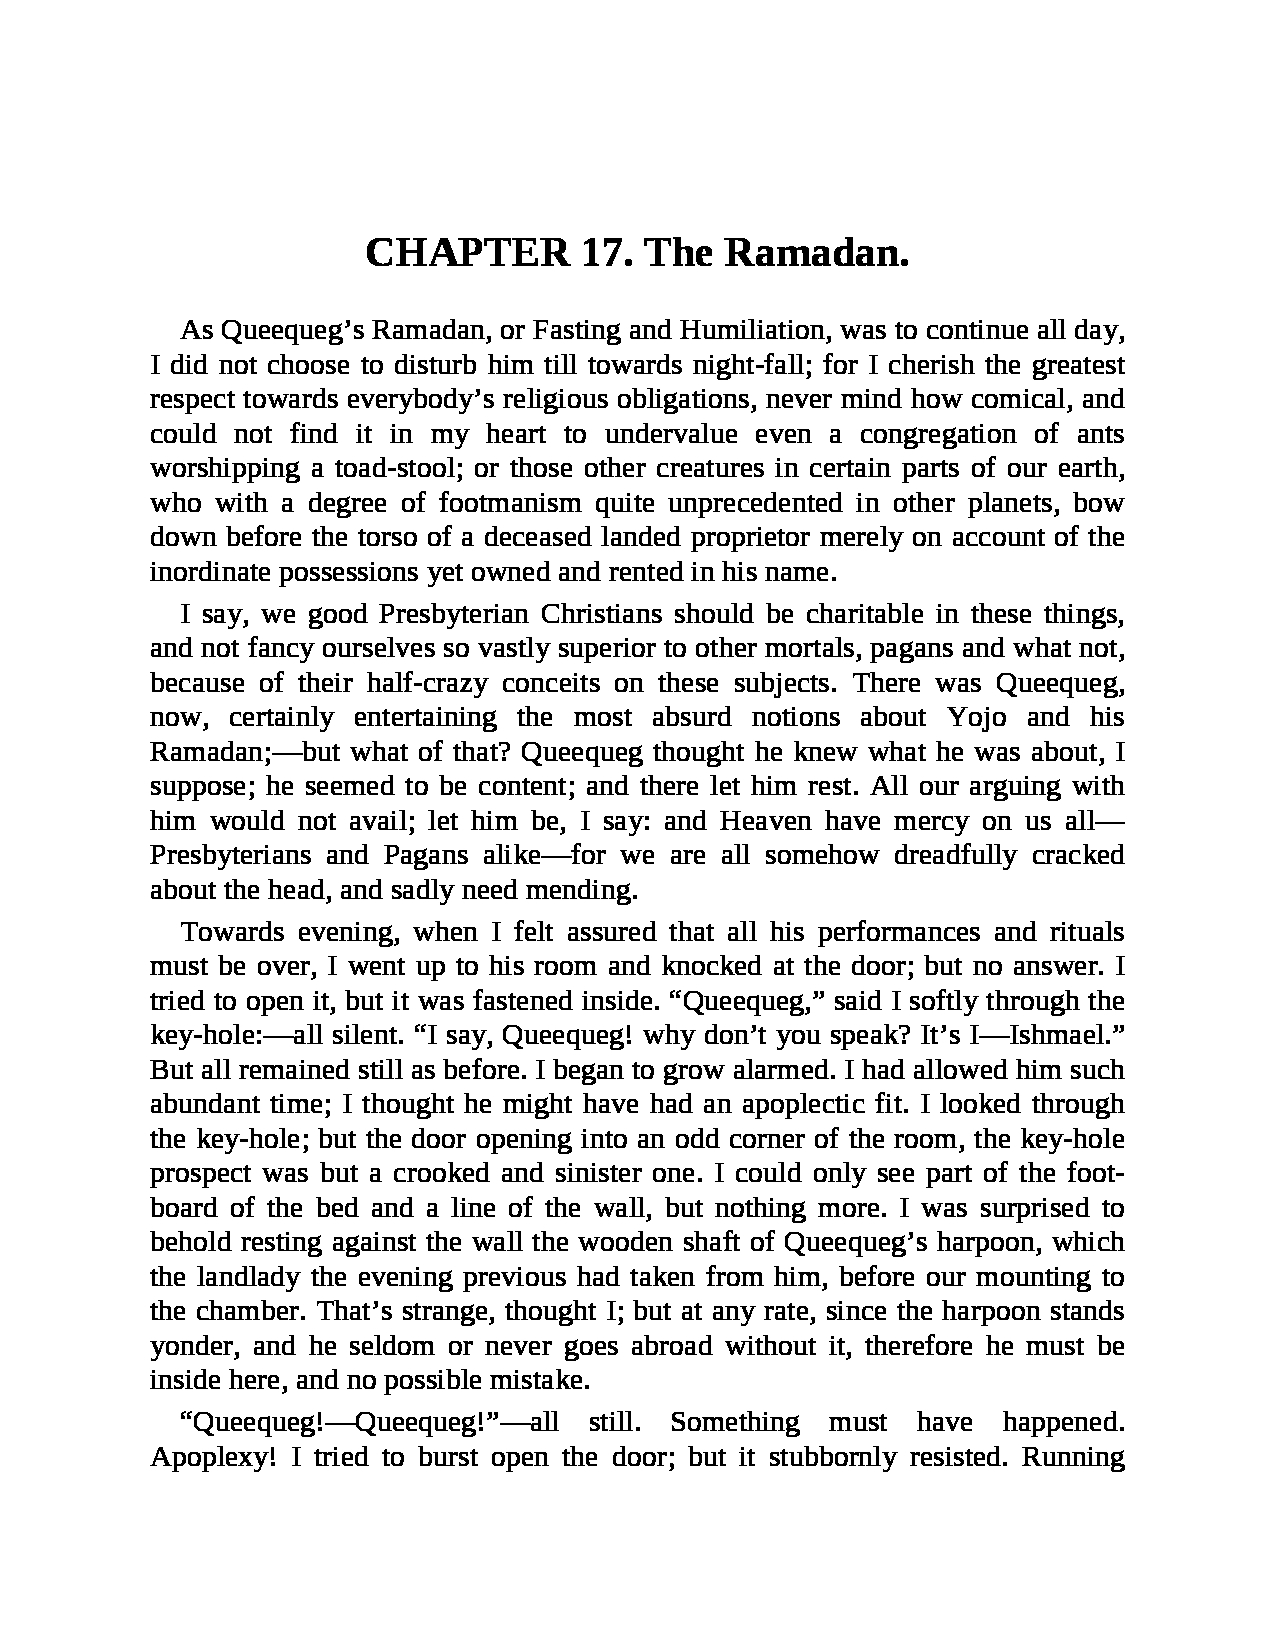 CHAPTER 17. The Ramadan.
As Queequeg’s Ramadan, or Fasting and Humiliation, was to continue all day,
I did not choose to disturb him till towards night-fall; for I cherish the greatest
respect towards everybody’s religious obligations, never mind how comical, and
could not find it in my heart to undervalue even a congregation of ants
worshipping a toad-stool; or those other creatures in certain parts of our earth,
who with a degree of footmanism quite unprecedented in other planets, bow
down before the torso of a deceased landed proprietor merely on account of the
inordinate possessions yet owned and rented in his name.
I say, we good Presbyterian Christians should be charitable in these things,
and not fancy ourselves so vastly superior to other mortals, pagans and what not,
because of their half-crazy conceits on these subjects. There was Queequeg,
now, certainly entertaining the most absurd notions about Yojo and his
Ramadan;—but what of that? Queequeg thought he knew what he was about, I
suppose; he seemed to be content; and there let him rest. All our arguing with
him would not avail; let him be, I say: and Heaven have mercy on us all—
Presbyterians and Pagans alike—for we are all somehow dreadfully cracked
about the head, and sadly need mending.
Towards evening, when I felt assured that all his performances and rituals
must be over, I went up to his room and knocked at the door; but no answer. I
tried to open it, but it was fastened inside. “Queequeg,” said I softly through the
key-hole:—all silent. “I say, Queequeg! why don’t you speak? It’s I—Ishmael.”
But all remained still as before. I began to grow alarmed. I had allowed him such
abundant time; I thought he might have had an apoplectic fit. I looked through
the key-hole; but the door opening into an odd corner of the room, the key-hole
prospect was but a crooked and sinister one. I could only see part of the foot-
board of the bed and a line of the wall, but nothing more. I was surprised to
behold resting against the wall the wooden shaft of Queequeg’s harpoon, which
the landlady the evening previous had taken from him, before our mounting to
the chamber. That’s strange, thought I; but at any rate, since the harpoon stands
yonder, and he seldom or never goes abroad without it, therefore he must be
inside here, and no possible mistake.
“Queequeg!—Queequeg!”—all still. Something must have happened.
Apoplexy! I tried to burst open the door; but it stubbornly resisted. Running